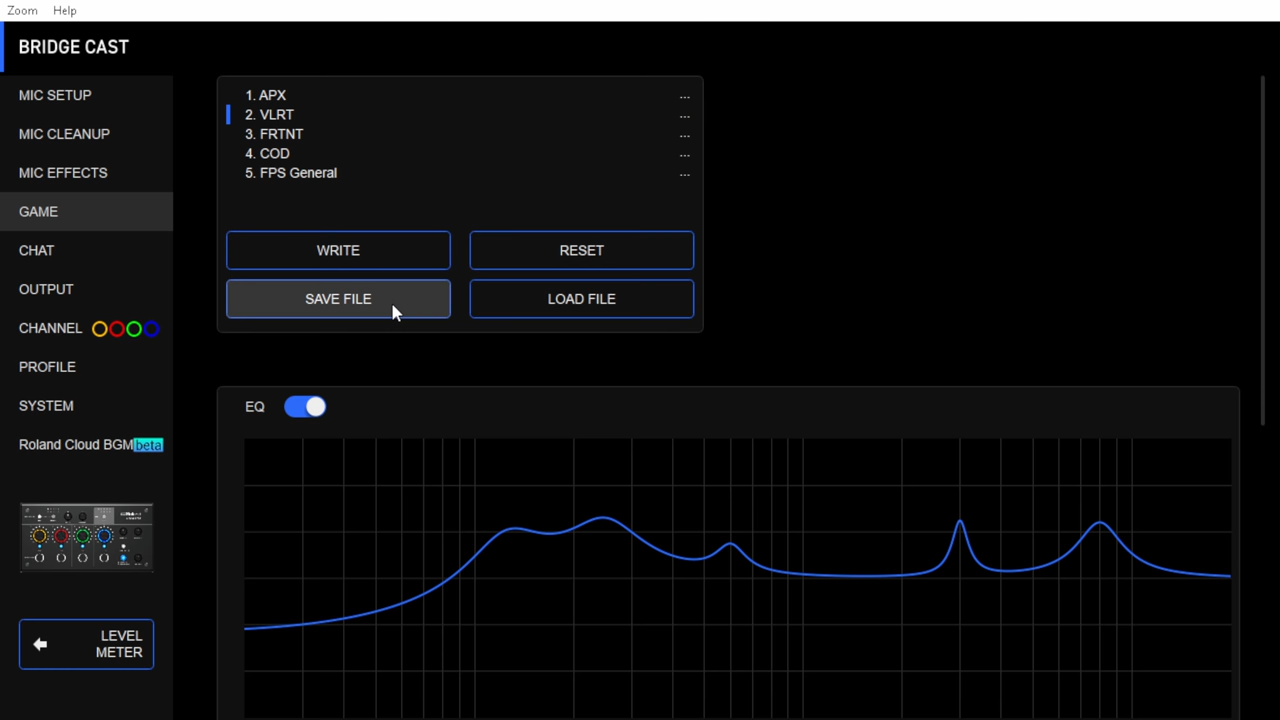 Zoom Help
BRIDGE CAST
MIC SETUP
MIC CLEANUP
MIC EFFECTS
GAME
CHAT
OUTPUT
CHANNEL
PROFILE
SYSTEM
Roland Cloud BGM beta
LEVEL
METER
1. APX ...
2. VLRT ...
3. FRTNT ...
4. COD ...
5. FPS General ...
WRITE RESET
SAVE FILE LOAD FILE
EQ